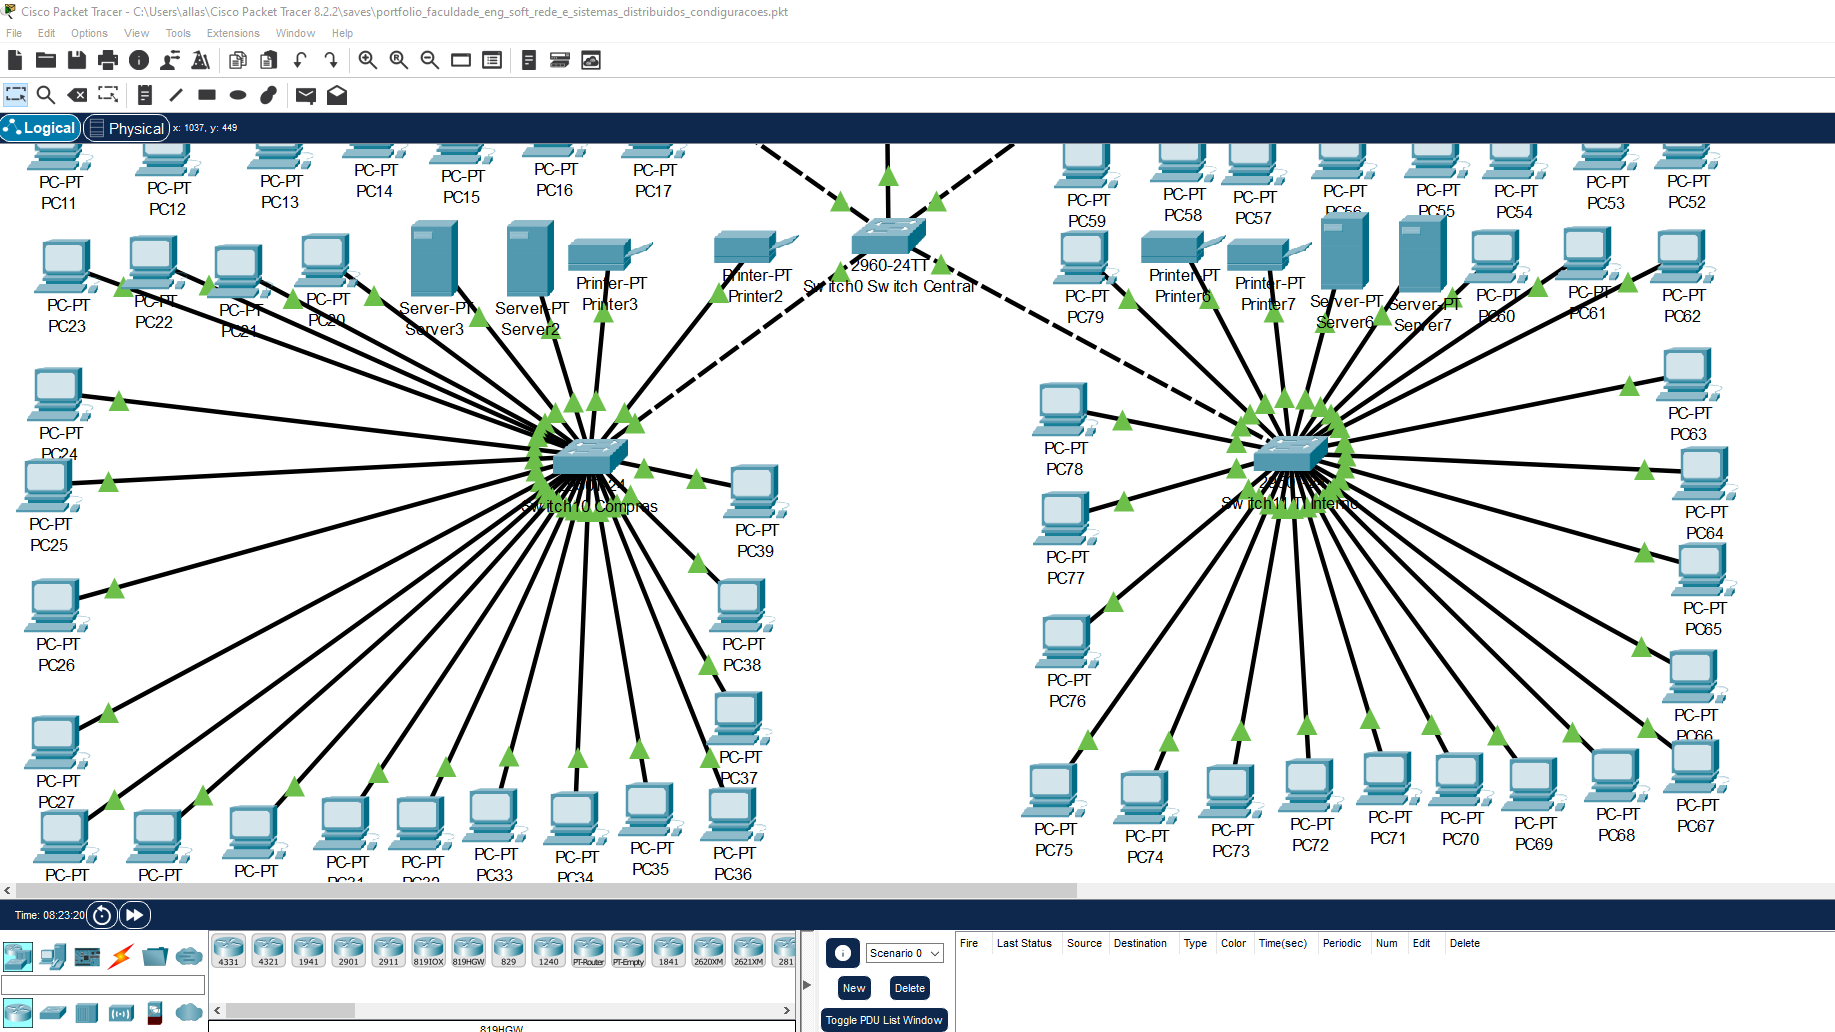 Cisco Packet Tracer - C:\Users\allas\Cisco Packet Tracer 8.2.2\saves\portfolio_faculdade_eng_soft_rede_e_sistemas_distribuidos_condiguracoes.pkt
File Edit Options View Tools Extensions Window Help
Logical Physical x: 1037, y: 449
PC-PT
PC11
PC-PT
PC12
PC-PT
PC13
PC-PT
PC14
PC-PT
PC15
PC-PT
PC16
PC-PT
PC17
PC-PT
PC59
PC-PT
PC58
PC-PT
PC57
PC-PT
PC56
PC-PT
PC55
PC-PT
PC54
PC-PT
PC53
PC-PT
PC52
PC-PT
PC23
PC-PT
PC22
PC-PT
PC21
PC-PT
PC20
Server-PT
Server3
Server-PT
Server2
Printer-PT
Printer3
Printer-PT
Printer2
2960-24TT
Switch0 Switch Central
PC-PT
PC79
Printer-PT
Printer6
Printer-PT
Printer7
Server-PT
Server6
Server-PT
Server7
PC-PT
PC60
PC-PT
PC61
PC-PT
PC62
PC-PT
PC24
PC-PT
PC25
PC-PT
PC26
PC-PT
PC27
Switch10 Compras
PC-PT
PC39
PC-PT
PC38
PC-PT
PC37
PC-PT
PC36
PC-PT
PC78
PC-PT
PC77
PC-PT
PC76
Switch11 TI Interno
PC-PT
PC63
PC-PT
PC64
PC-PT
PC65
PC-PT
PC66
PC-PT
PC67
PC-PT
PC-PT
PC-PT
PC-PT
PC31
PC-PT
PC32
PC-PT
PC33
PC-PT
PC34
PC-PT
PC35
PC-PT
PC75
PC-PT
PC74
PC-PT
PC73
PC-PT
PC72
PC-PT
PC71
PC-PT
PC70
PC-PT
PC69
PC-PT
PC68
Time: 08:23:20
4331 4321 1941 2901 2911 819IOX 819HGW 829 1240 PT-Router PT-Empty 1841 2620XM 2621XM 281
819HGW
Scenario 0
New Delete
Toggle PDU List Window
Fire Last Status Source Destination Type Color Time(sec) Periodic Num Edit Delete